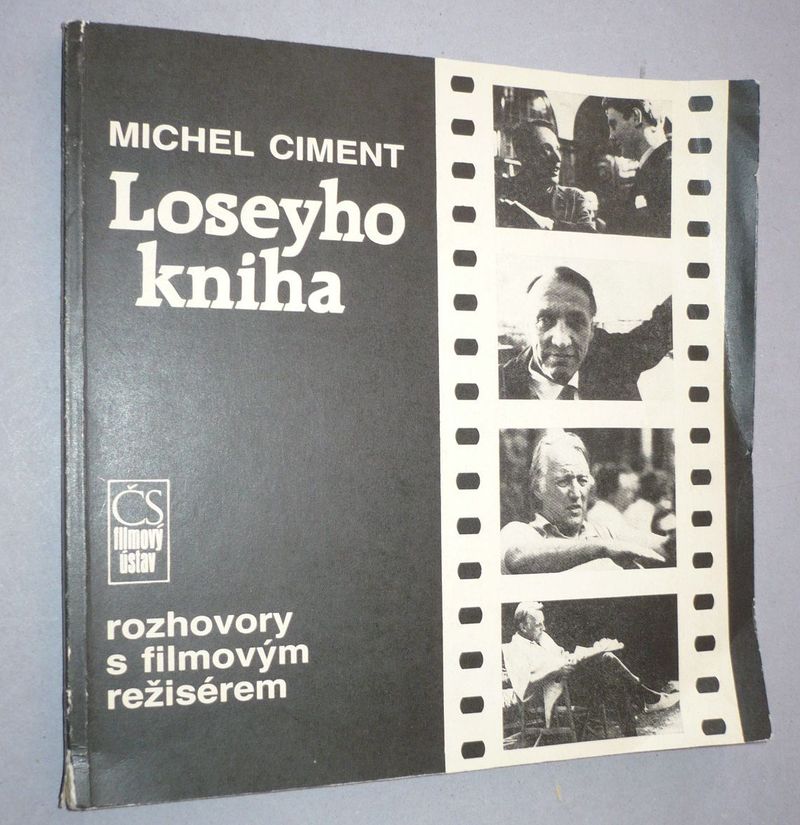 MICHEL CIMENT
Loseyho
kniha
ČS
filmový
ústav
rozhovory
s filmovým
režisérem